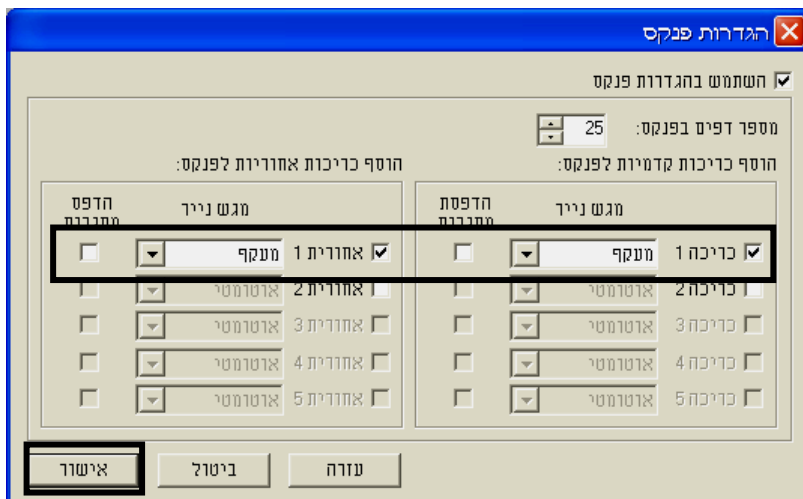 הגדרות פנקס
השתמש בהגדרות פנקס
מספר דפים בפנקס: 25
הוסף כריכות קדמיות לפנקס: הוסף כריכות אחוריות לפנקס:
מגש נייר הדפסת מגש נייר הדפס
כריכה 1 מעקף אחורית 1 מעקף
כריכה 2 אוטומטי אחורית 2 אוטומטי
כריכה 3 אוטומטי אחורית 3 אוטומטי
כריכה 4 אוטומטי אחורית 4 אוטומטי
כריכה 5 אוטומטי אחורית 5 אוטומטי
עזרה ביטול אישור